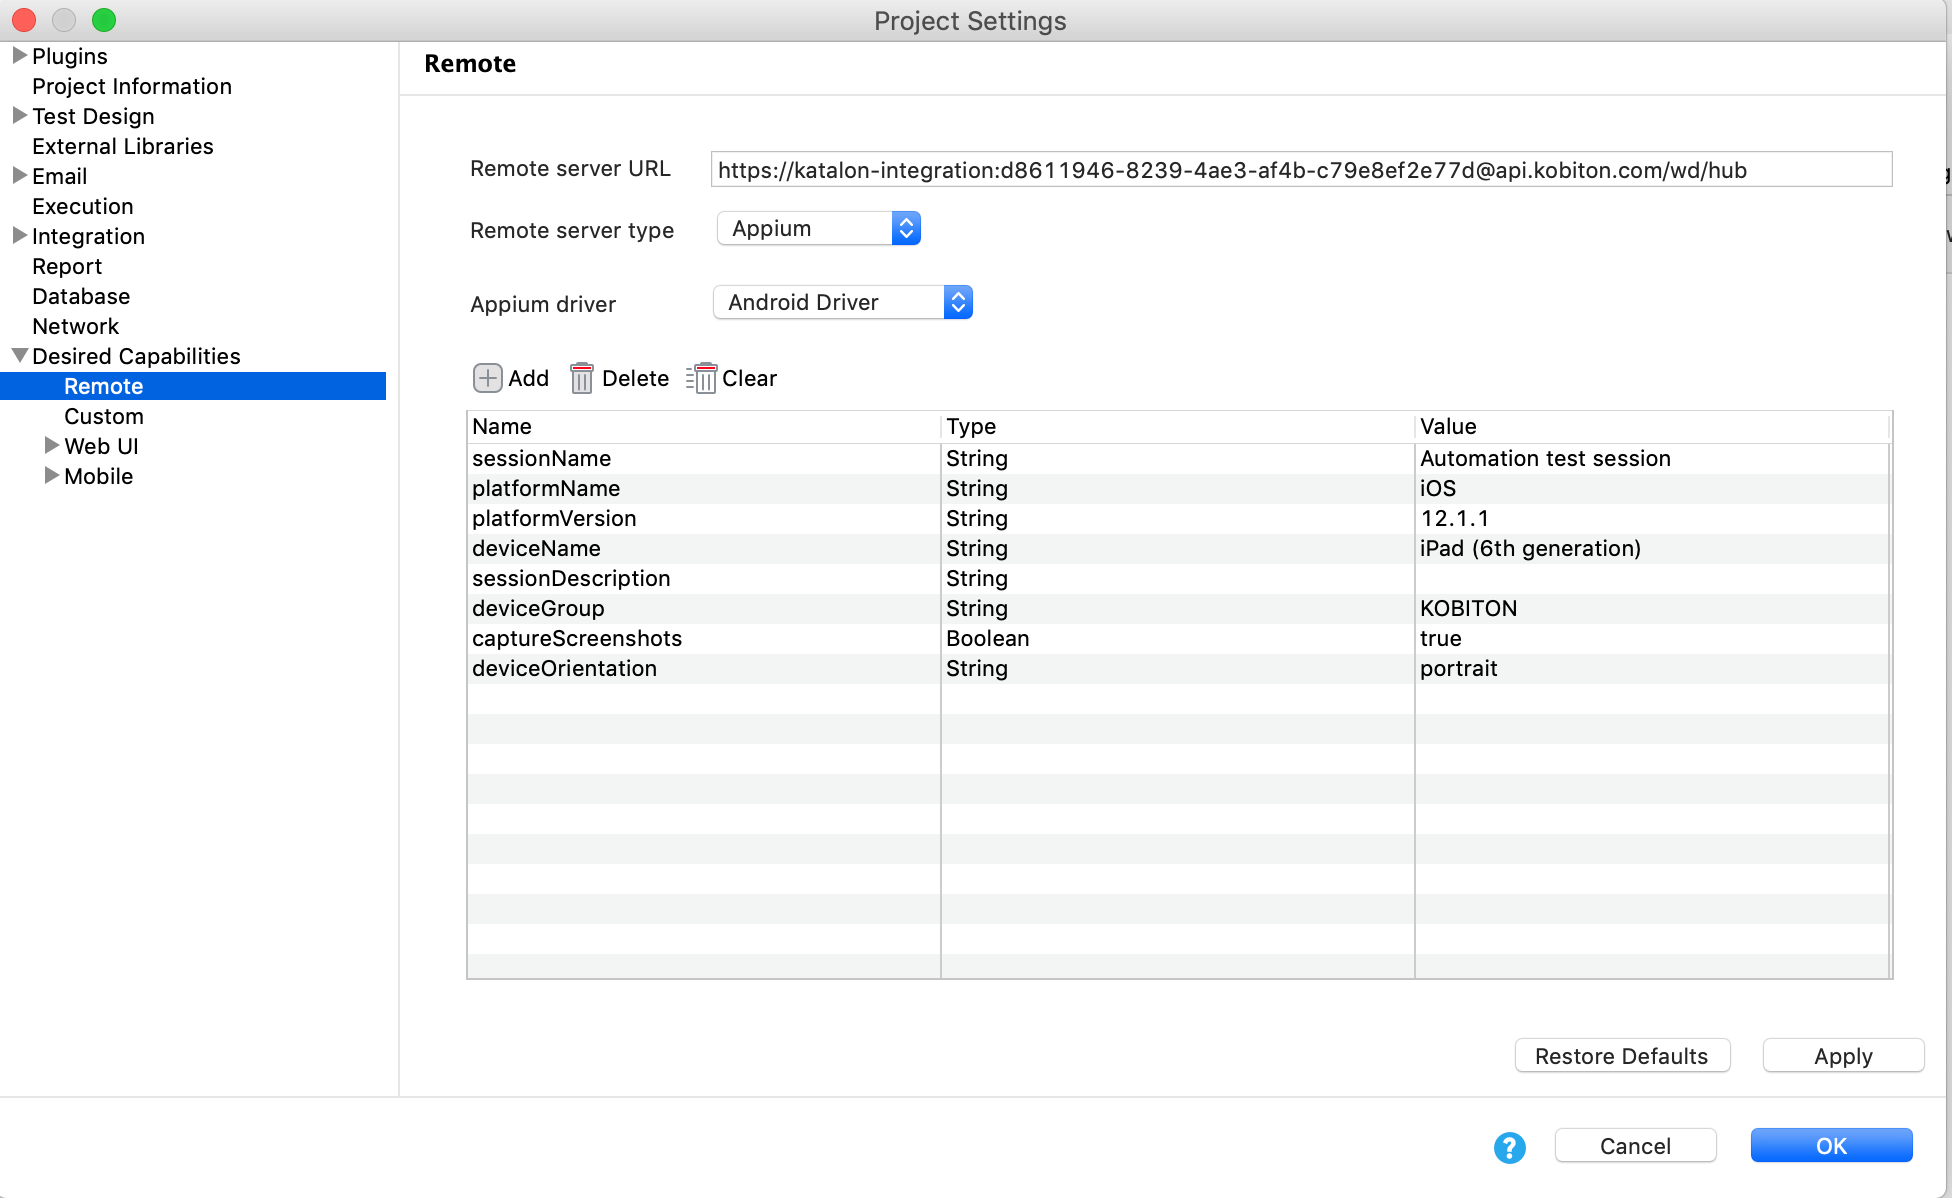 Project Settings
Plugins
Project Information
Test Design
External Libraries
Email
Execution
Integration
Report
Database
Network
Desired Capabilities
Remote
Custom
Web UI
Mobile
Remote
Remote server URL https://katalon-integration:d8611946-8239-4ae3-af4b-c79e8ef2e77d@api.kobiton.com/wd/hub
Remote server type Appium
Appium driver Android Driver
Add Delete Clear
Name Type Value
sessionName String Automation test session
platformName String iOS
platformVersion String 12.1.1
deviceName String iPad (6th generation)
sessionDescription String
deviceGroup String KOBITON
captureScreenshots Boolean true
deviceOrientation String portrait
Restore Defaults Apply
? Cancel OK